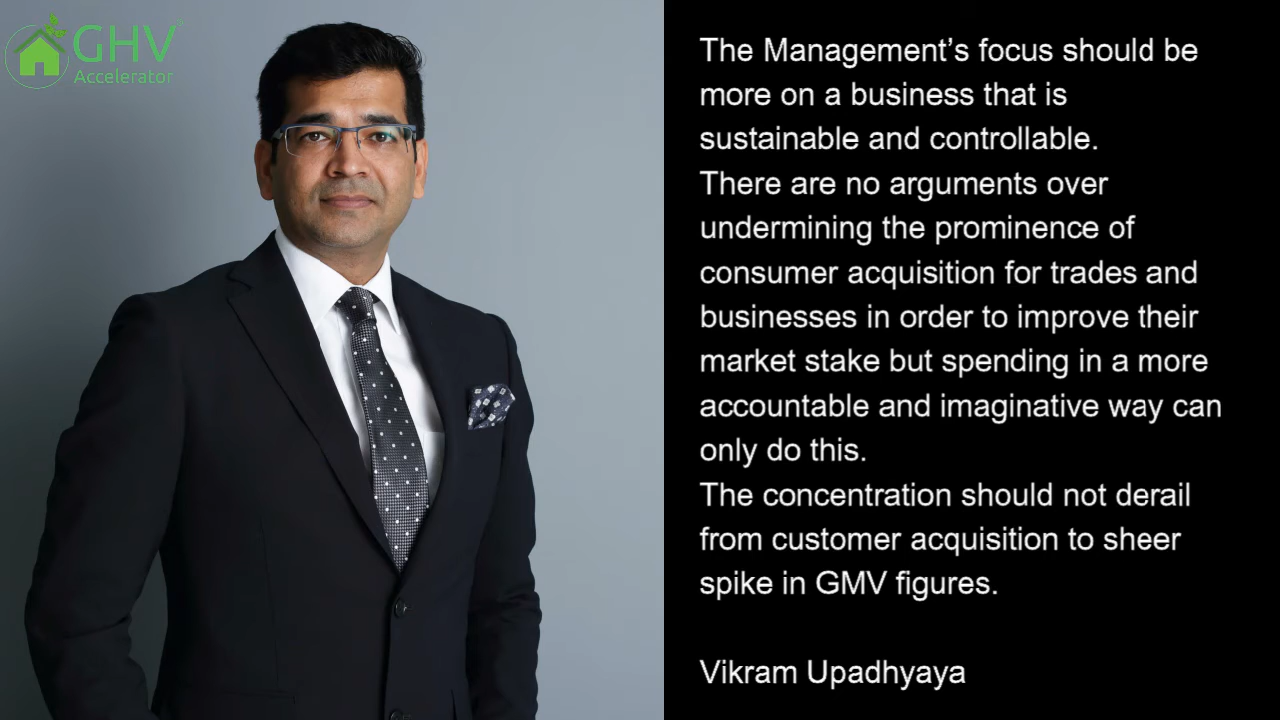 GHV
Accelerator
The Management’s focus should be
more on a business that is
sustainable and controllable.
There are no arguments over
undermining the prominence of
consumer acquisition for trades and
businesses in order to improve their
market stake but spending in a more
accountable and imaginative way can
only do this.
The concentration should not derail
from customer acquisition to sheer
spike in GMV figures.
Vikram Upadhyaya